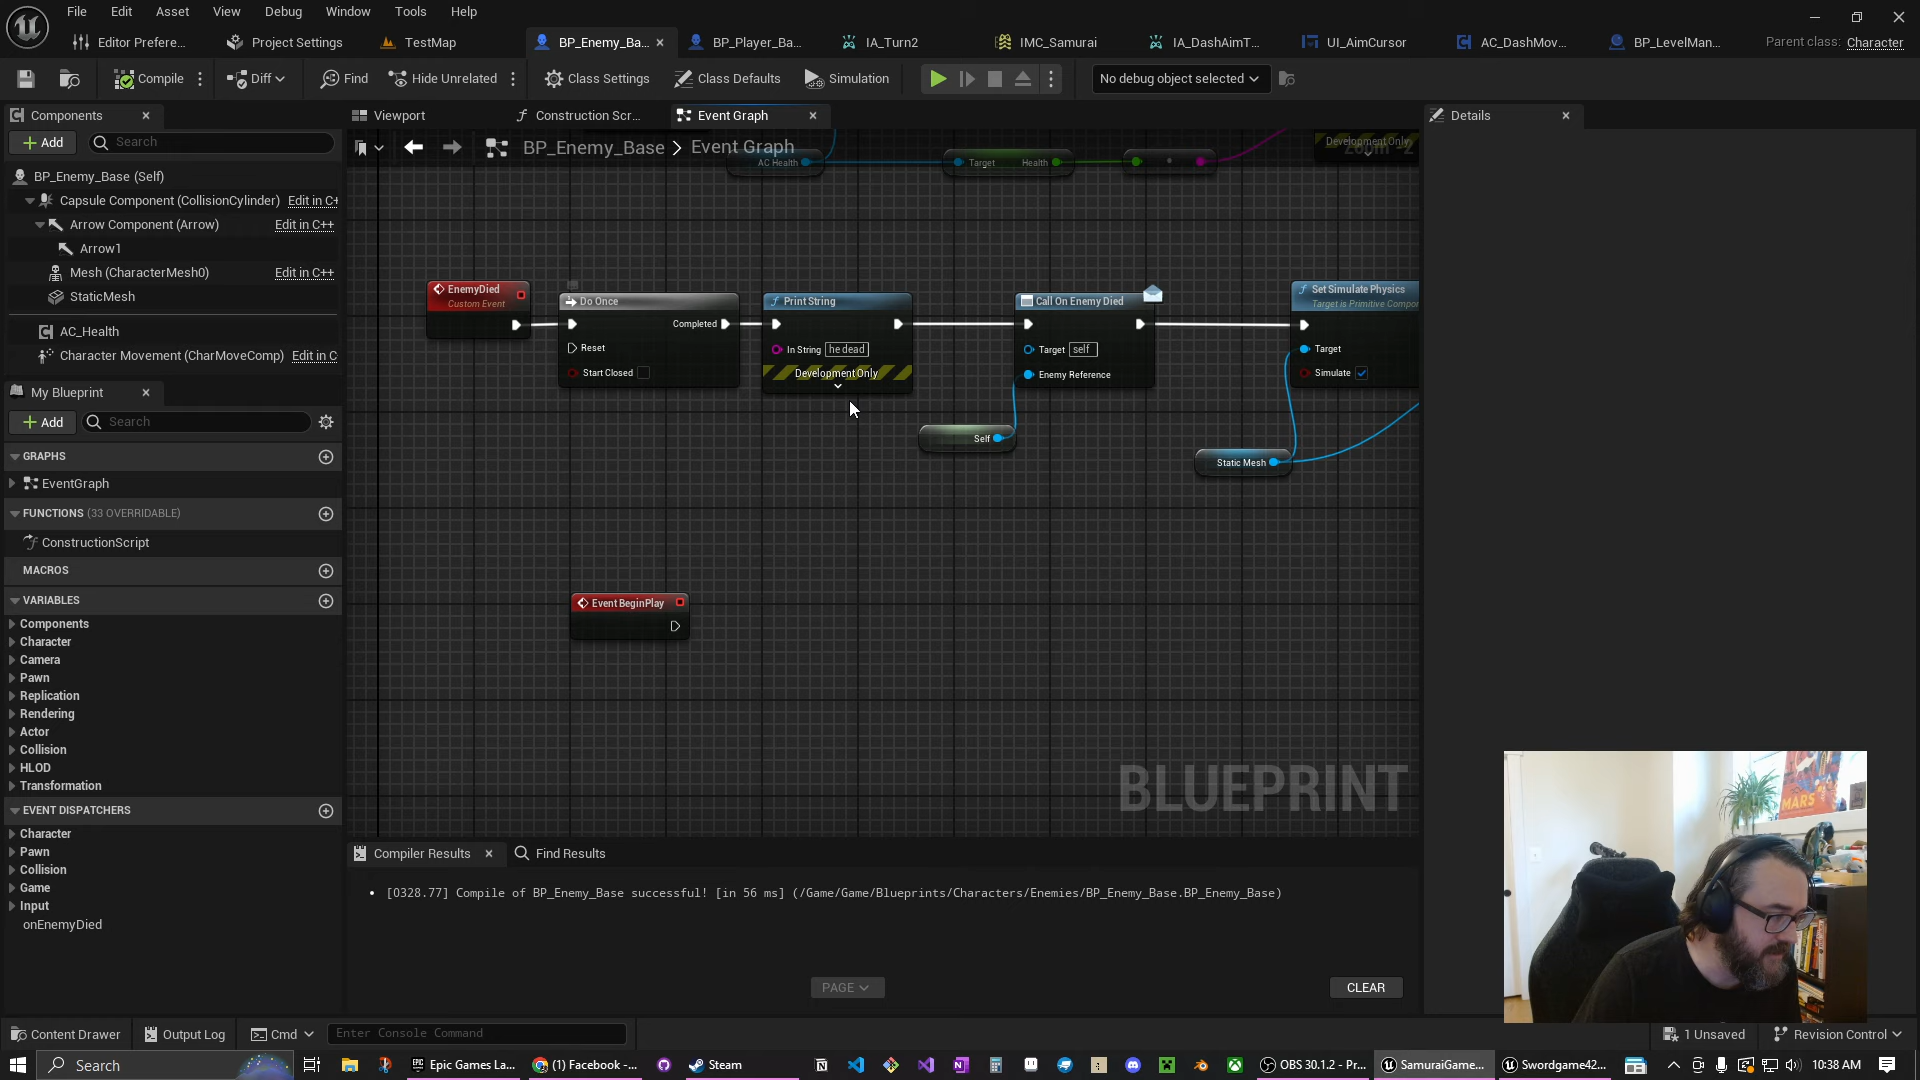 File Edit Asset View Debug Window Tools Help
Editor Prefere... Project Settings TestMap BP_Enemy_Ba... BP_Player_Ba... IA_Turn2 IMC_Samurai IA_DashAimT... UI_AimCursor AC_DashMov... BP_LevelMan... Parent class: Character
Compile Diff Find Hide Unrelated Class Settings Class Defaults Simulation No debug object selected
Components
Add Search
BP_Enemy_Base (Self)
Capsule Component (CollisionCylinder) Edit in C+
Arrow Component (Arrow) Edit in C++
Arrow1
Mesh (CharacterMesh0) Edit in C++
StaticMesh
AC_Health
Character Movement (CharMoveComp) Edit in C
My Blueprint
Add Search
GRAPHS
EventGraph
FUNCTIONS (33 OVERRIDABLE)
ConstructionScript
MACROS
VARIABLES
Components
Character
Camera
Pawn
Replication
Rendering
Actor
Collision
HLOD
Transformation
EVENT DISPATCHERS
Character
Pawn
Collision
Game
Input
onEnemyDied
Viewport Construction Scr... Event Graph
BP_Enemy_Base > Event Graph
AC Health
Target Health
Development Only
Zoom -2
EnemyDied
Custom Event
Do Once
Completed
Reset
Start Closed
Print String
In String he dead
Development Only
Call On Enemy Died
Target self
Enemy Reference
Self
Set Simulate Physics
Target is Primitive Compor
Target
Simulate
Static Mesh
Event BeginPlay
BLUEPRINT
Details
Compiler Results Find Results
[0328.77] Compile of BP_Enemy_Base successful! [in 56 ms] (/Game/Game/Blueprints/Characters/Enemies/BP_Enemy_Base.BP_Enemy_Base)
PAGE CLEAR
MARS
Content Drawer Output Log Cmd Enter Console Command 1 Unsaved Revision Control
Search Epic Games La... (1) Facebook -... Steam OBS 30.1.2 - Pr... SamuraiGame... Swordgame42... 10:38 AM